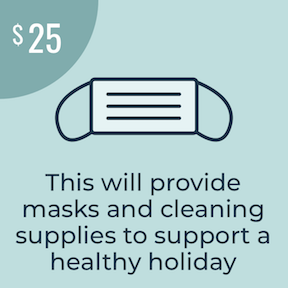 $25
This will provide
masks and cleaning
supplies to support a
healthy holiday